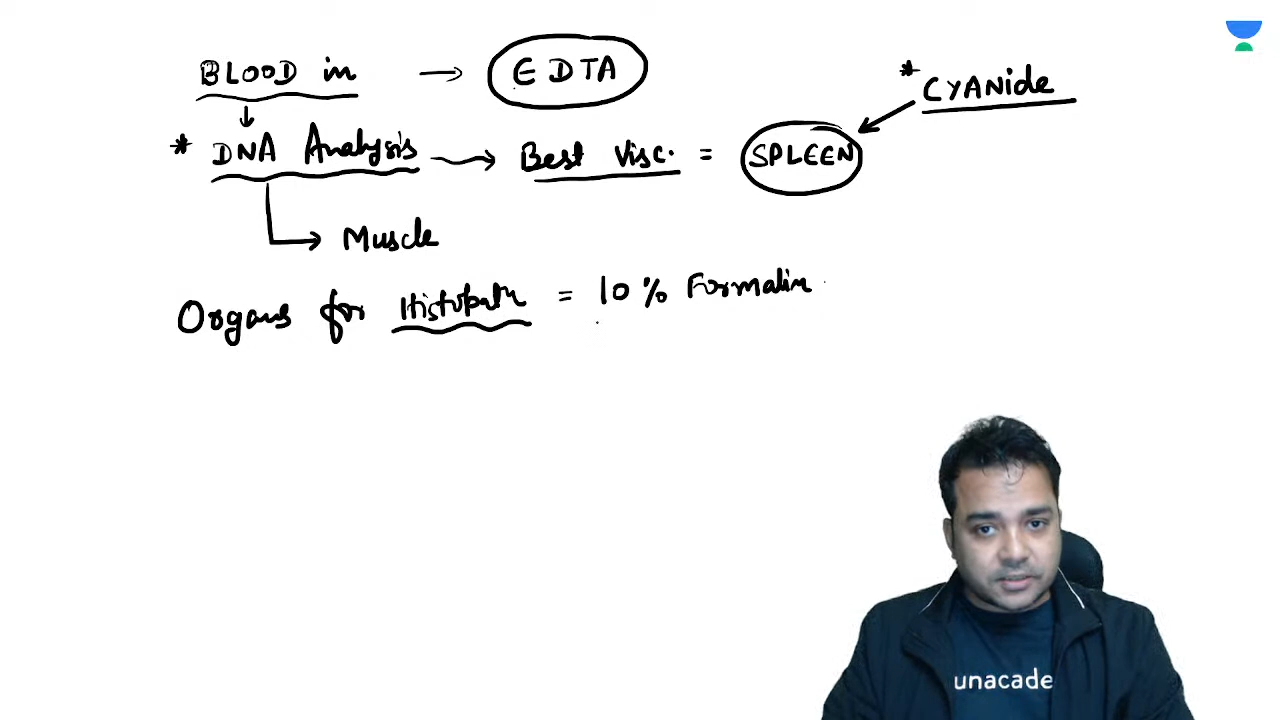 BLOOD in → EDTA
* CYANide
* DNA Analysis → Best Visc. = SPLEEN
Muscle
Organs for Histopath = 10% Formalin
unacade